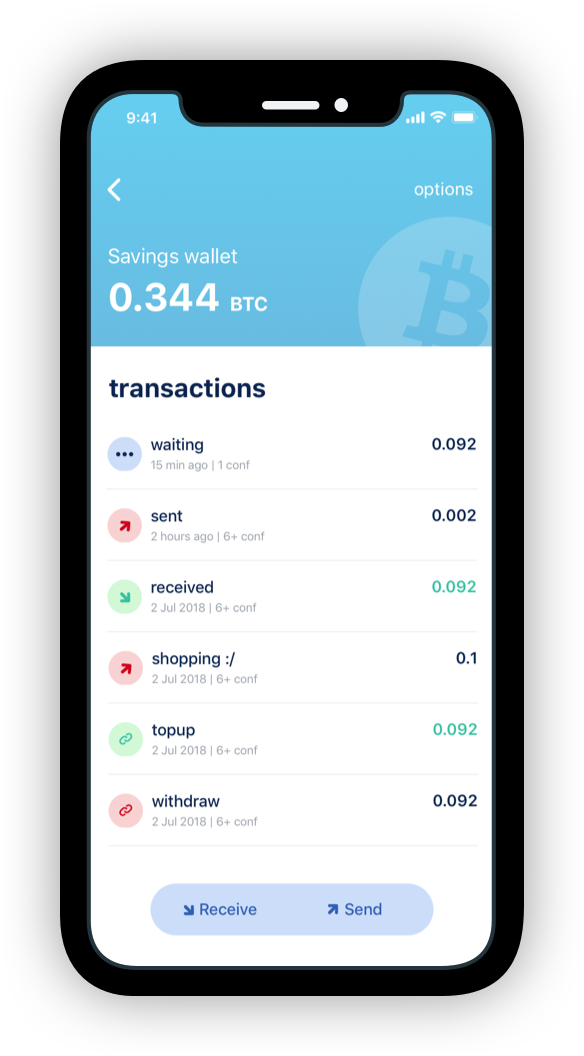 9:41
options
Savings wallet
0.344 BTC
transactions
waiting 0.092
15 min ago | 1 conf
sent 0.002
2 hours ago | 6+ conf
received 0.092
2 Jul 2018 | 6+ conf
shopping :/ 0.1
2 Jul 2018 | 6+ conf
topup 0.092
2 Jul 2018 | 6+ conf
withdraw 0.092
2 Jul 2018 | 6+ conf
Receive Send